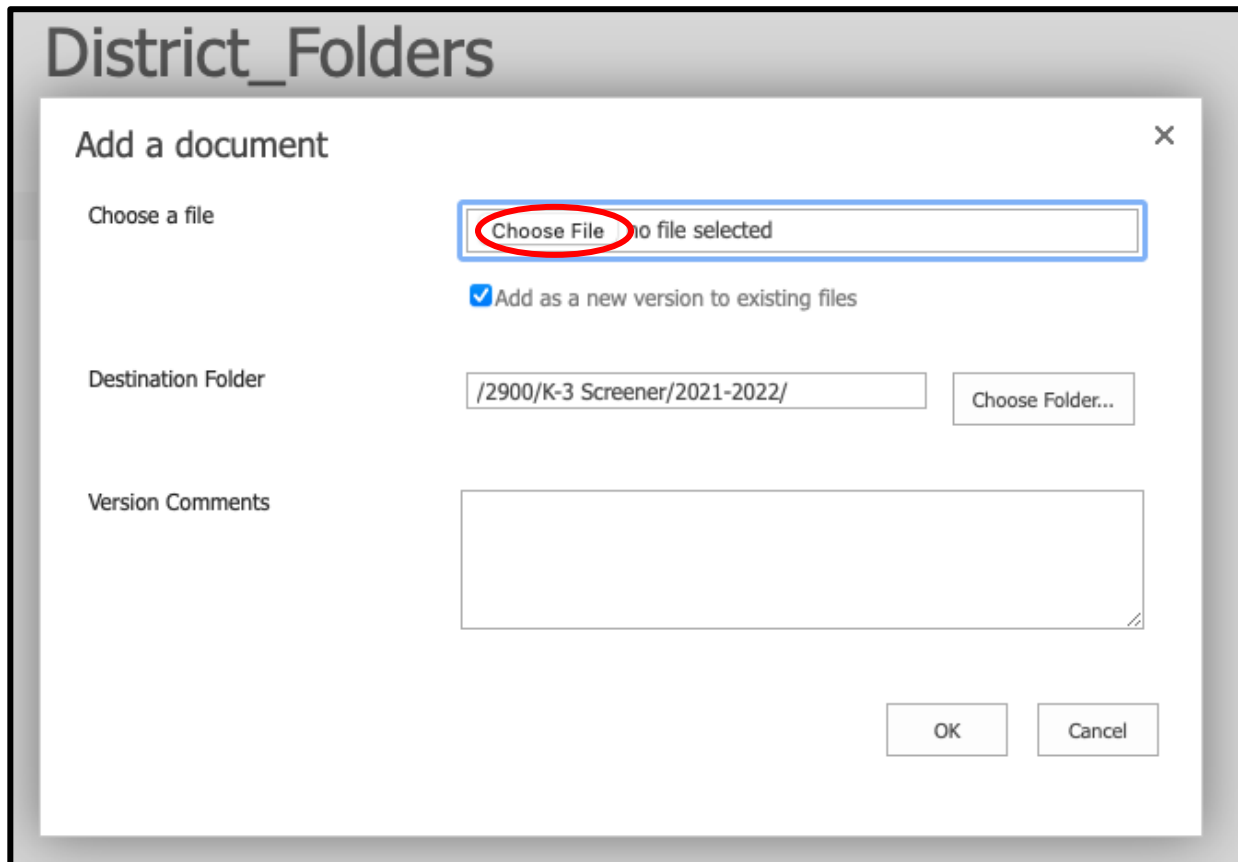 District_Folders
Add a document
Choose a file
Choose File no file selected
Add as a new version to existing files
Destination Folder
/2900/K-3 Screener/2021-2022/
Choose Folder...
Version Comments
OK
Cancel